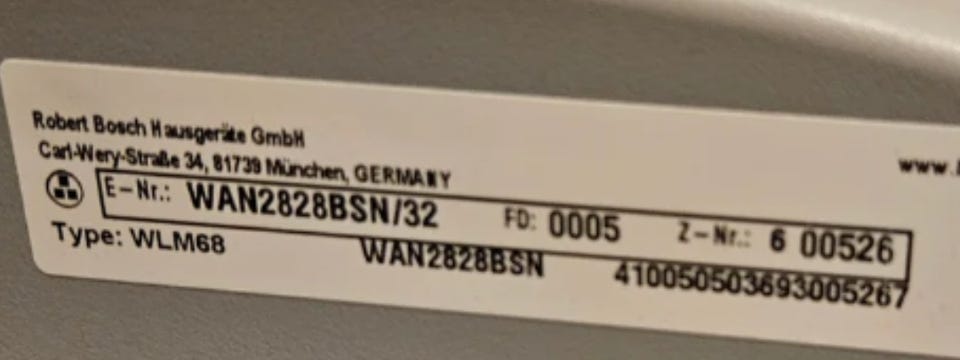 Robert Bosch Hausgeräte GmbH
Carl-Wery-Straße 34, 81739 München, GERMANY
www.
E-Nr.: WAN2828BSN/32 FD: 0005 Z-Nr.: 6 00526
Type: WLM68 WAN2828BSN 410050503693005267